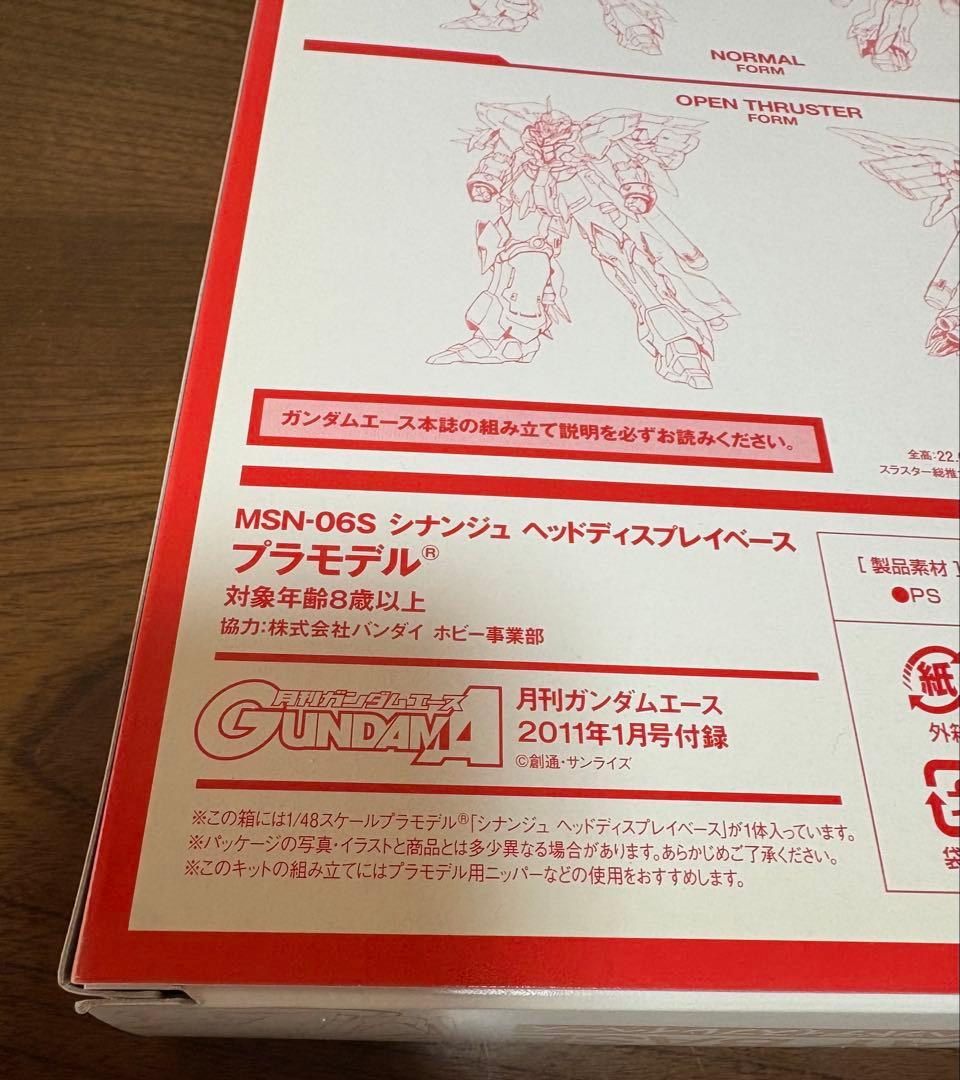 NORMAL
FORM
OPEN THRUSTER
FORM
ガンダムエース本誌の組み立て説明を必ずお読みください。
全高:22.
スラスター総推
MSN-06S シナンジュ ヘッドディスプレイベース
プラモデル®
対象年齢8歳以上
協力:株式会社バンダイ ホビー事業部
[製品素材]
●PS
紙
外箱
袋
月刊ガンダムエース
GUNDAM A
月刊ガンダムエース
2011年1月号付録
©創通・サンライズ
※この箱には1/48スケールプラモデル®「シナンジュ ヘッドディスプレイベース」が1体入っています。
※パッケージの写真・イラストと商品とは多少異なる場合があります。あらかじめご了承ください。
※このキットの組み立てにはプラモデル用ニッパーなどの使用をおすすめします。